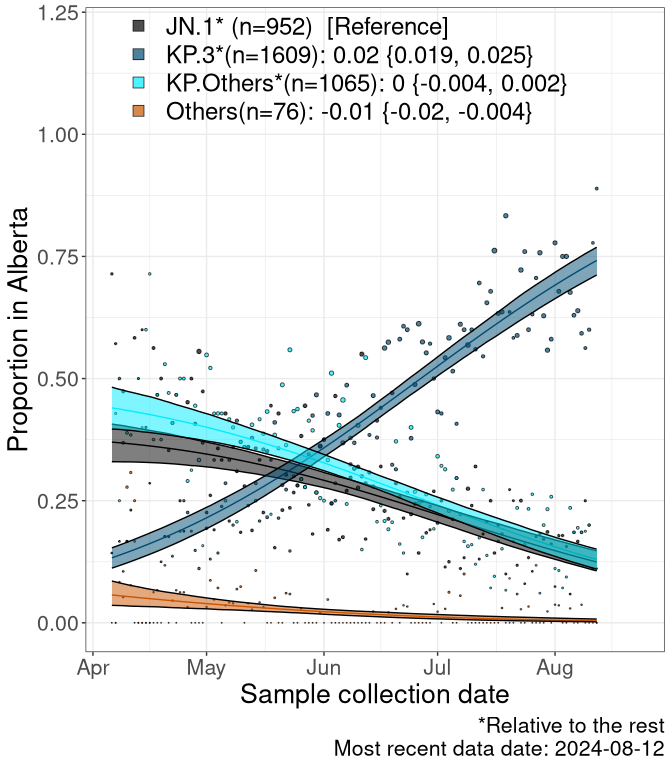 JN.1* (n=952)  [Reference]
KP.3*(n=1609): 0.02 {0.019, 0.025}
KP.Others*(n=1065): 0 {-0.004, 0.002}
Others(n=76): -0.01 {-0.02, -0.004}
1.25
1.00
0.75
0.50
0.25
0.00
Proportion in Alberta
Apr May Jun Jul Aug
Sample collection date
*Relative to the rest
Most recent data date: 2024-08-12